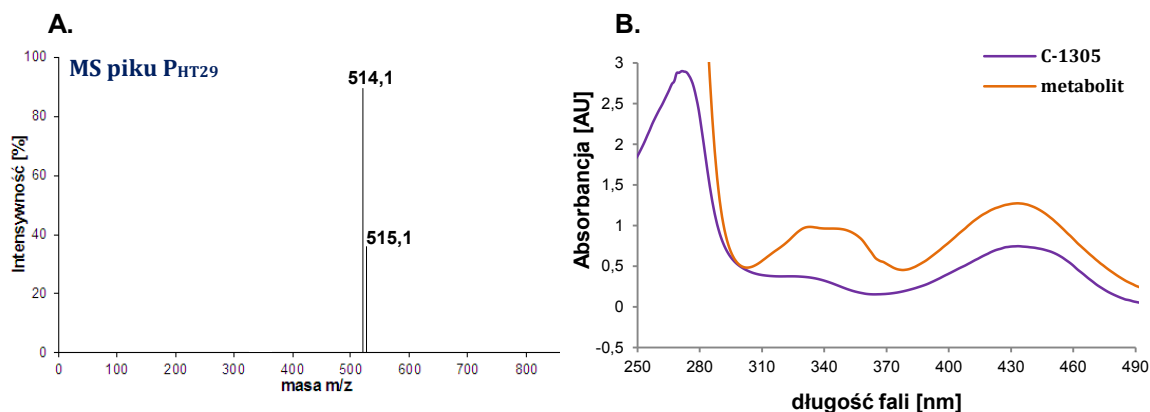 A.
MS piku PHT29
514,1
515,1
Intensywność [%]
100
80
60
40
20
0
0 100 200 300 400 500 600 700 800
masa m/z
B.
C-1305
metabolit
Absorbancja [AU]
3
2,5
2
1,5
1
0,5
0
-0,5
250 280 310 340 370 400 430 460 490
długość fali [nm]